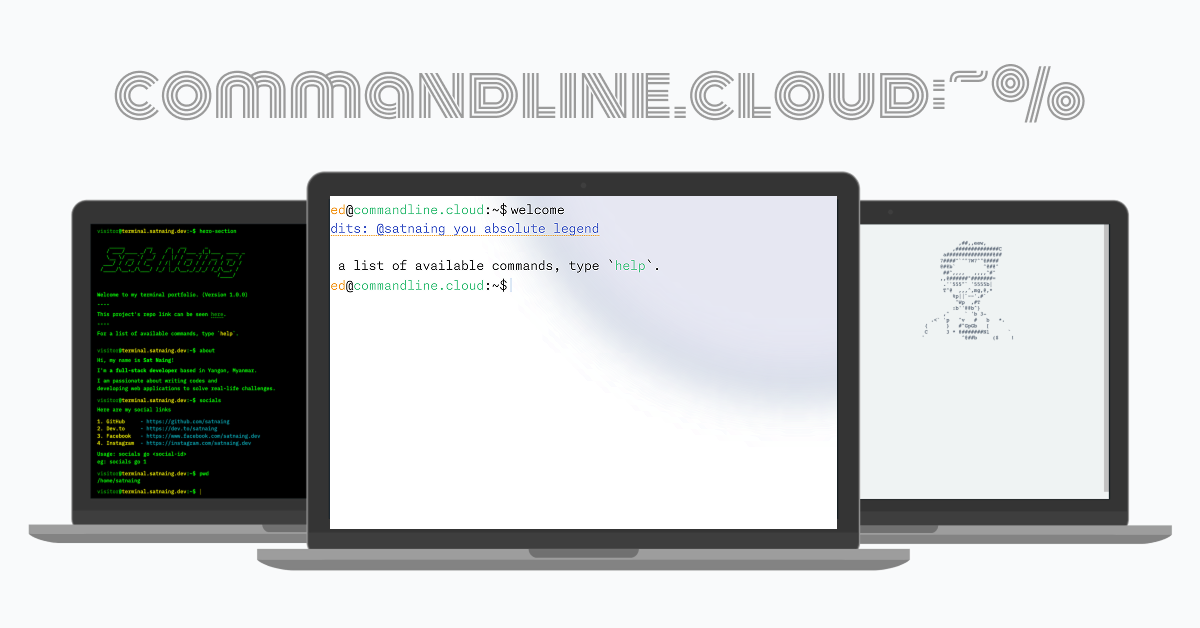 COMMANDLINE.CLOUD:~%
visitor@terminal.satnaing.dev:~$ hero-section
Sat Naing
Welcome to my terminal portfolio. (Version 1.0.0)
----
This project's repo link can be seen here.
----
For a list of available commands, type `help`.
visitor@terminal.satnaing.dev:~$ about
Hi, my name is Sat Naing!
I'm a full-stack developer based in Yangon, Myanmar.
I am passionate about writing codes and
developing web applications to solve real-life challenges.
visitor@terminal.satnaing.dev:~$ socials
Here are my social links
1. GitHub - https://github.com/satnaing
2. Dev.to - https://dev.to/satnaing
3. Facebook - https://www.facebook.com/satnaing.dev
4. Instagram - https://instagram.com/satnaing.dev
Usage: socials go <social-id>
eg: socials go 1
visitor@terminal.satnaing.dev:~$ pwd
/home/satnaing
visitor@terminal.satnaing.dev:~$
ed@commandline.cloud:~$ welcome
dits: @satnaing you absolute legend
a list of available commands, type `help`.
ed@commandline.cloud:~$